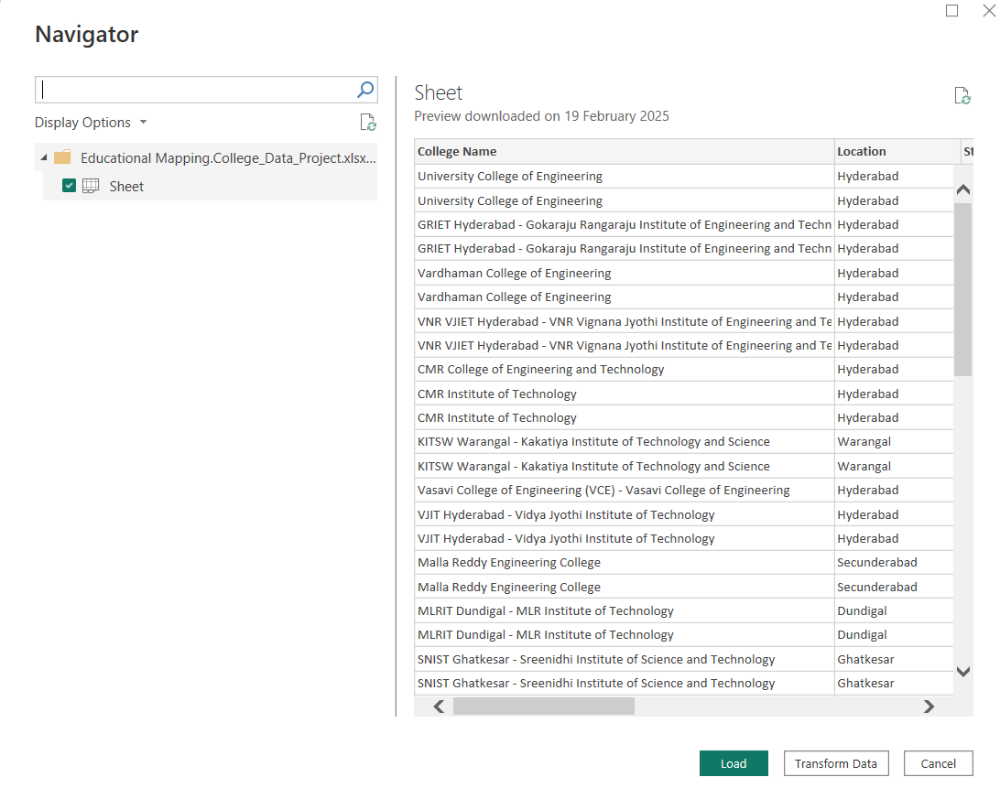 Navigator
Display Options
Educational Mapping.College_Data_Project.xlsx...
Sheet
Sheet
Preview downloaded on 19 February 2025
College Name Location St
University College of Engineering Hyderabad
University College of Engineering Hyderabad
GRIET Hyderabad - Gokaraju Rangaraju Institute of Engineering and Techn Hyderabad
GRIET Hyderabad - Gokaraju Rangaraju Institute of Engineering and Techn Hyderabad
Vardhaman College of Engineering Hyderabad
Vardhaman College of Engineering Hyderabad
VNR VJIET Hyderabad - VNR Vignana Jyothi Institute of Engineering and Te Hyderabad
VNR VJIET Hyderabad - VNR Vignana Jyothi Institute of Engineering and Te Hyderabad
CMR College of Engineering and Technology Hyderabad
CMR Institute of Technology Hyderabad
CMR Institute of Technology Hyderabad
KITSW Warangal - Kakatiya Institute of Technology and Science Warangal
KITSW Warangal - Kakatiya Institute of Technology and Science Warangal
Vasavi College of Engineering (VCE) - Vasavi College of Engineering Hyderabad
VJIT Hyderabad - Vidya Jyothi Institute of Technology Hyderabad
VJIT Hyderabad - Vidya Jyothi Institute of Technology Hyderabad
Malla Reddy Engineering College Secunderabad
Malla Reddy Engineering College Secunderabad
MLRIT Dundigal - MLR Institute of Technology Dundigal
MLRIT Dundigal - MLR Institute of Technology Dundigal
SNIST Ghatkesar - Sreenidhi Institute of Science and Technology Ghatkesar
SNIST Ghatkesar - Sreenidhi Institute of Science and Technology Ghatkesar
Load Transform Data Cancel